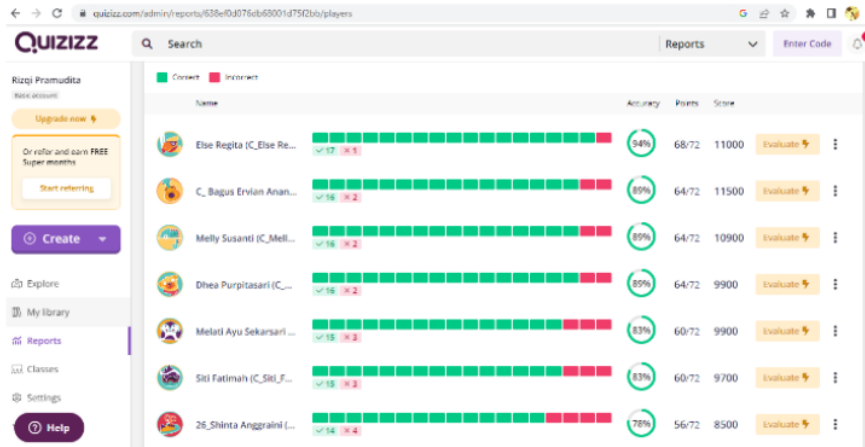 quizizz.com/admin/reports/638ef0d076db68001d75f2bb/players
QUIZIZZ
Search
Reports
Enter Code
Rizqi Pramudita
Basic account
Upgrade now
Or refer and earn FREE
Super months
Start referring
Create
Explore
My library
Reports
Classes
Settings
Help
Correct Incorrect
Name Accuracy Points Score
Else Regita (C_Else Re... 94% 68/72 11000 Evaluate
17 1
C_ Bagus Ervian Anan... 89% 64/72 11500 Evaluate
16 2
Melly Susanti (C_Mell... 89% 64/72 10900 Evaluate
16 2
Dhea Purpitasari (C_... 89% 64/72 9900 Evaluate
16 2
Melati Ayu Sekarsari ... 83% 60/72 9900 Evaluate
15 3
Siti Fatimah (C_Siti_F... 83% 60/72 9700 Evaluate
15 3
26_Shinta Anggraini (... 78% 56/72 8500 Evaluate
14 4